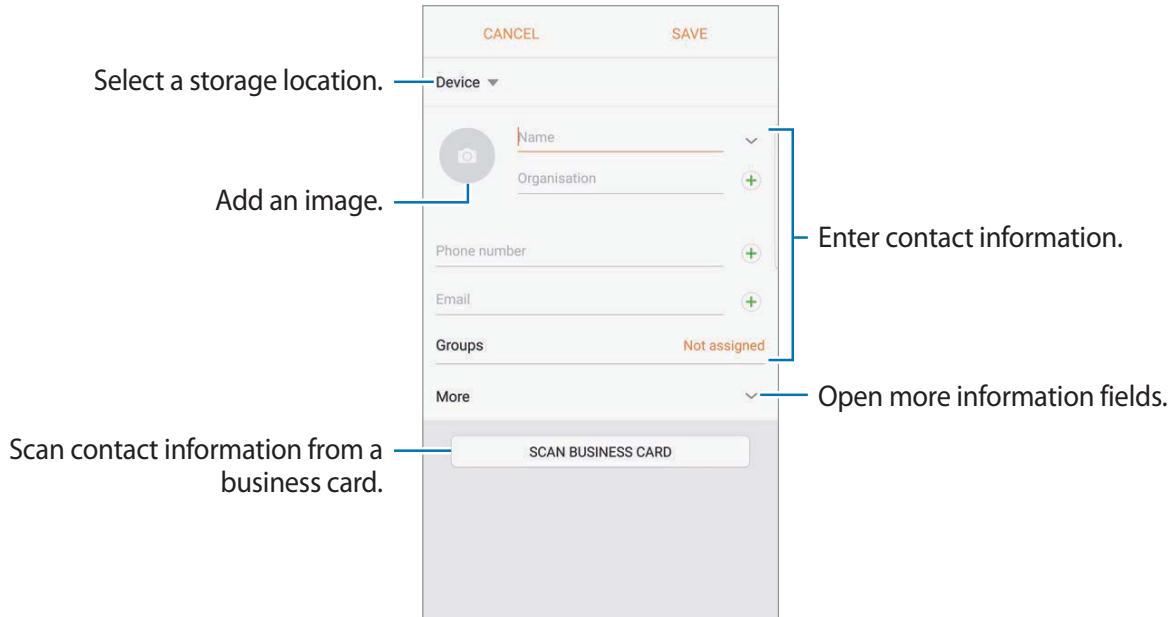 CANCEL SAVE
Select a storage location.
Device
Name
Organisation
Add an image.
Enter contact information.
Phone number
Email
Groups Not assigned
More
Open more information fields.
Scan contact information from a
business card.
SCAN BUSINESS CARD